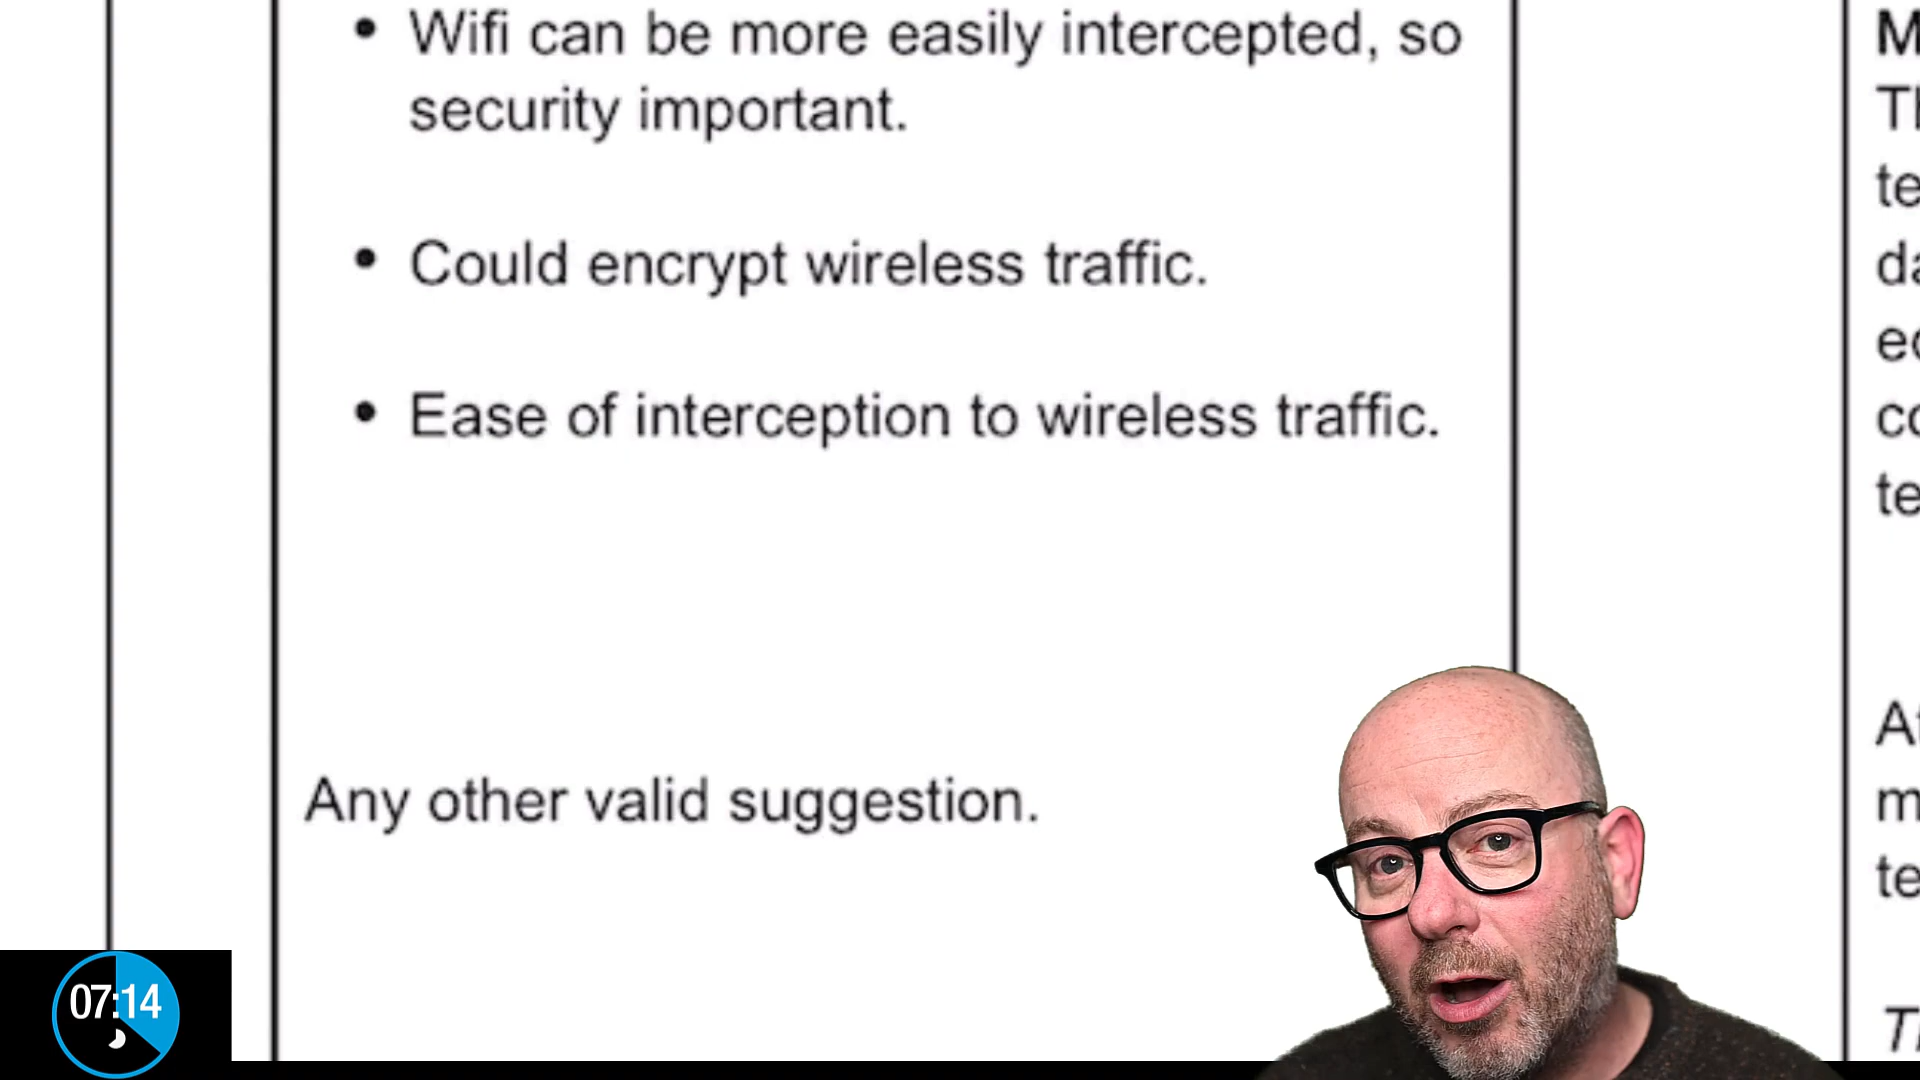 • Wifi can be more easily intercepted, so
security important.
• Could encrypt wireless traffic.
• Ease of interception to wireless traffic.
Any other valid suggestion.
07:14